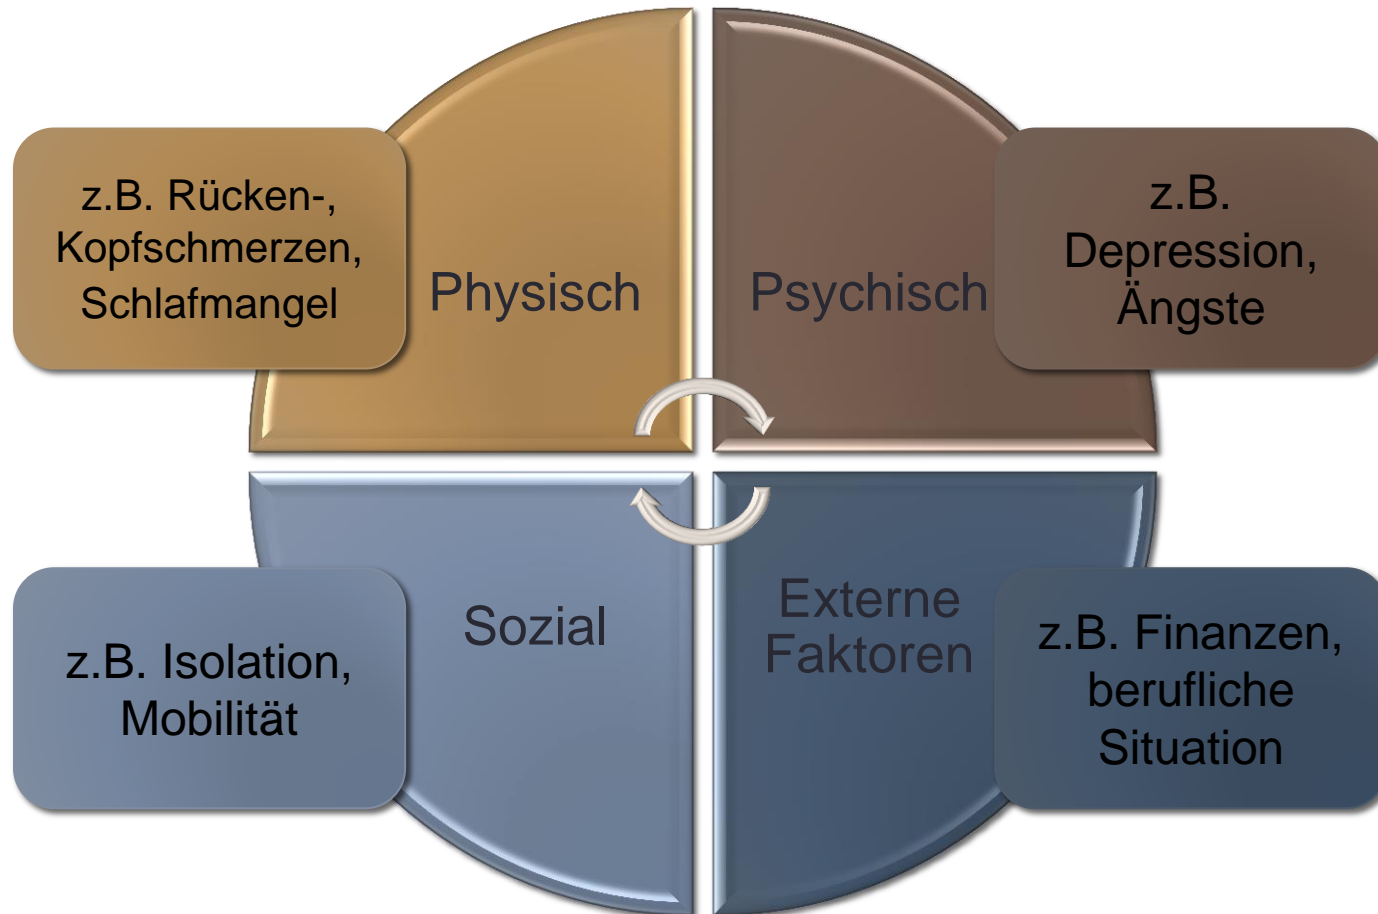 z.B. Rücken-,
Kopfschmerzen,
Schlafmangel
Physisch
Psychisch
z.B.
Depression,
Ängste
z.B. Isolation,
Mobilität
Sozial
Externe
Faktoren
z.B. Finanzen,
berufliche
Situation